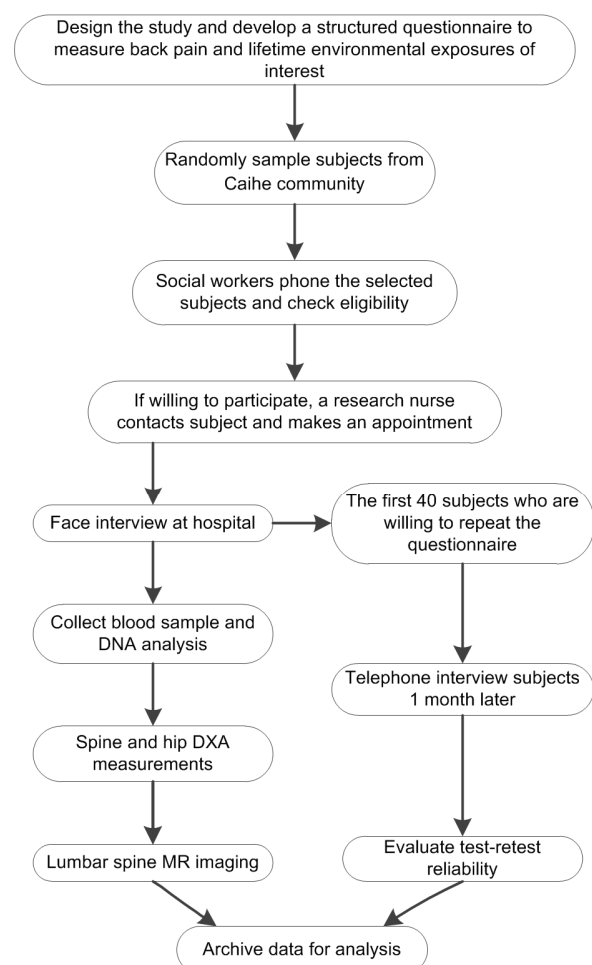 Design the study and develop a structured questionnaire to
measure back pain and lifetime environmental exposures of
interest
Randomly sample subjects from
Caihe community
Social workers phone the selected
subjects and check eligibility
If willing to participate, a research nurse
contacts subject and makes an appointment
Face interview at hospital
The first 40 subjects who are
willing to repeat the
questionnaire
Collect blood sample and
DNA analysis
Telephone interview subjects
1 month later
Spine and hip DXA
measurements
Lumbar spine MR imaging
Evaluate test-retest
reliability
Archive data for analysis